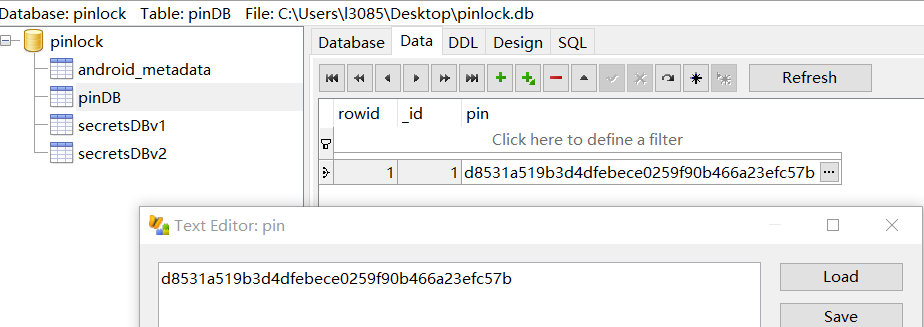 Database: pinlock   Table: pinDB   File: C:\Users\l3085\Desktop\pinlock.db
pinlock
android_metadata
pinDB
secretsDBv1
secretsDBv2
Database Data DDL Design SQL
Refresh
rowid _id pin
Click here to define a filter
1 1 d8531a519b3d4dfebece0259f90b466a23efc57b ...
Text Editor: pin
d8531a519b3d4dfebece0259f90b466a23efc57b
Load
Save